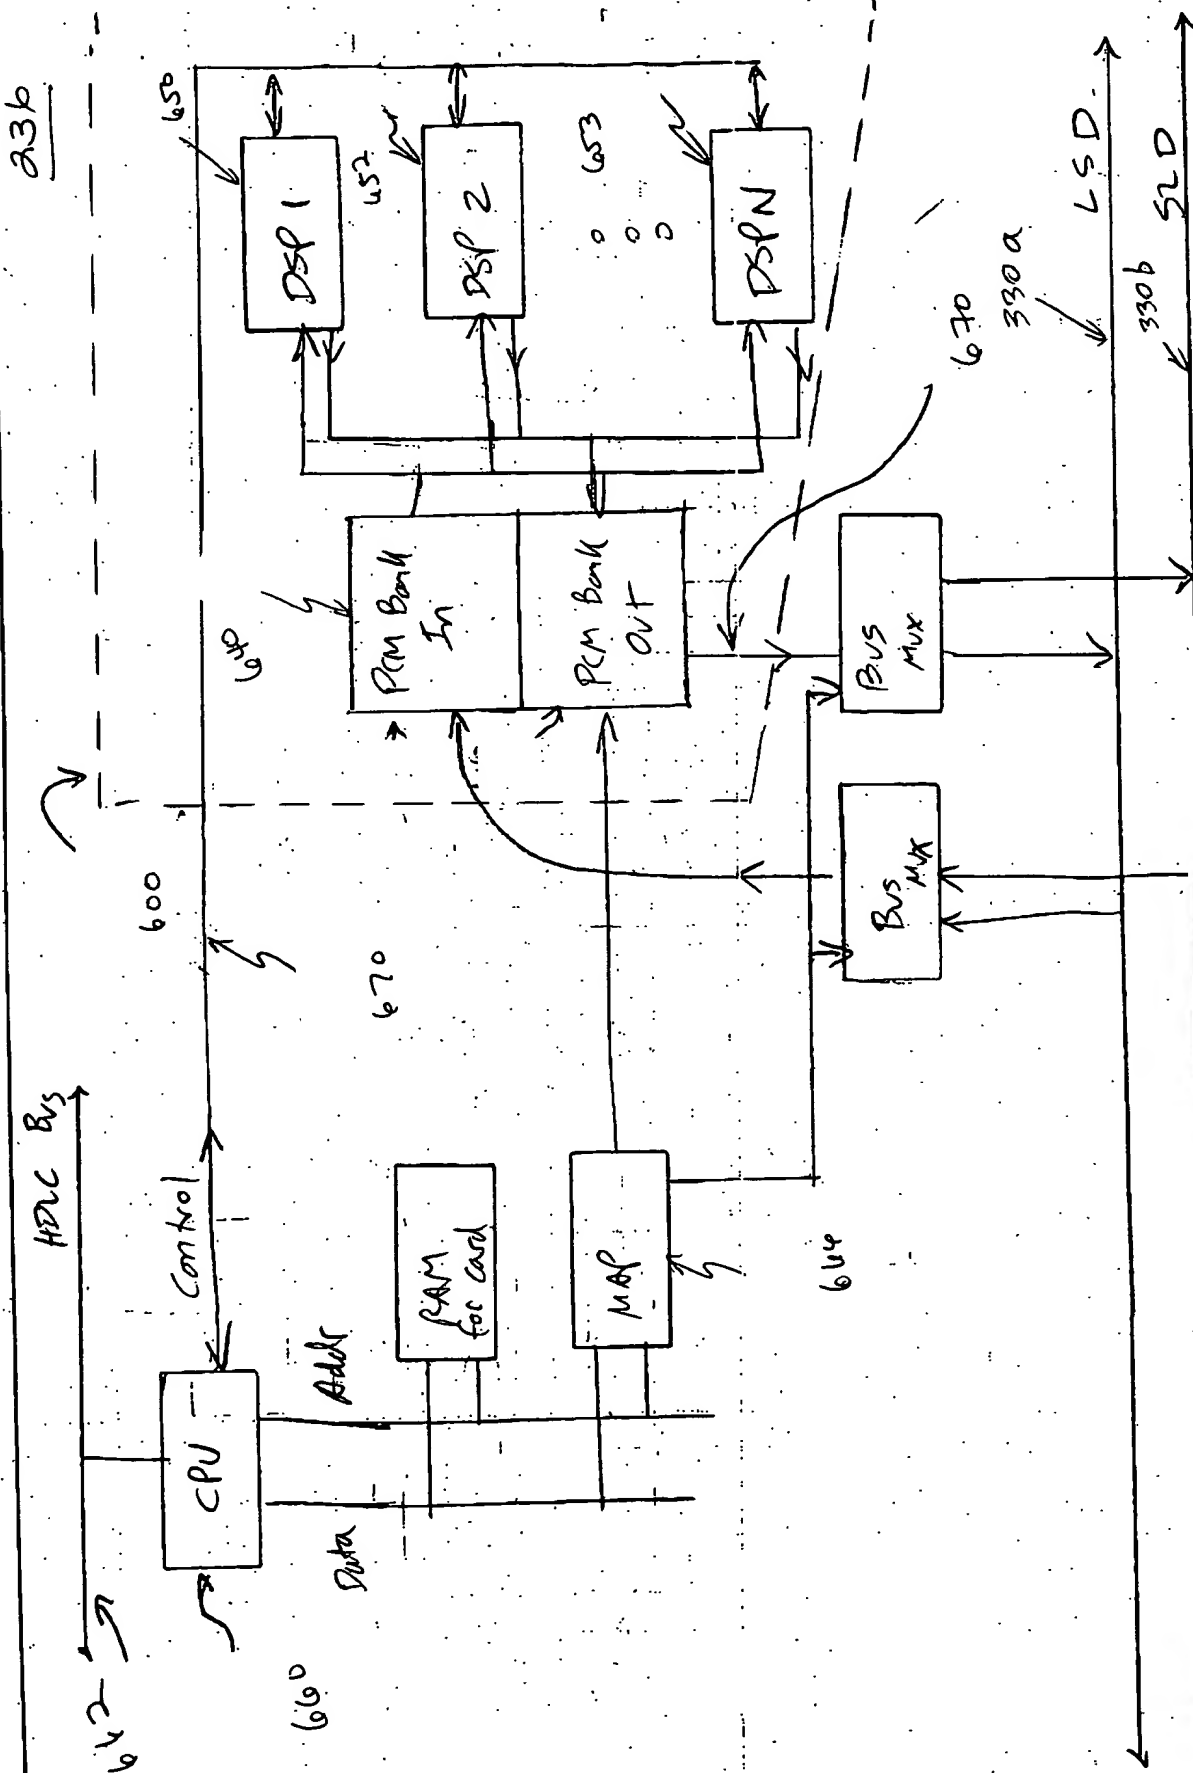 236
HDLC Bus
642
CPU
660
Control
600
Data
Addr
RAM
for card
MAP
644
670
640
PCM Bank
In
PCM Bank
Out
650
DSP 1
652
DSP 2
653
DSP N
670
Bus
Mux
Bus
Mux
330a
LSD
330b
SLD